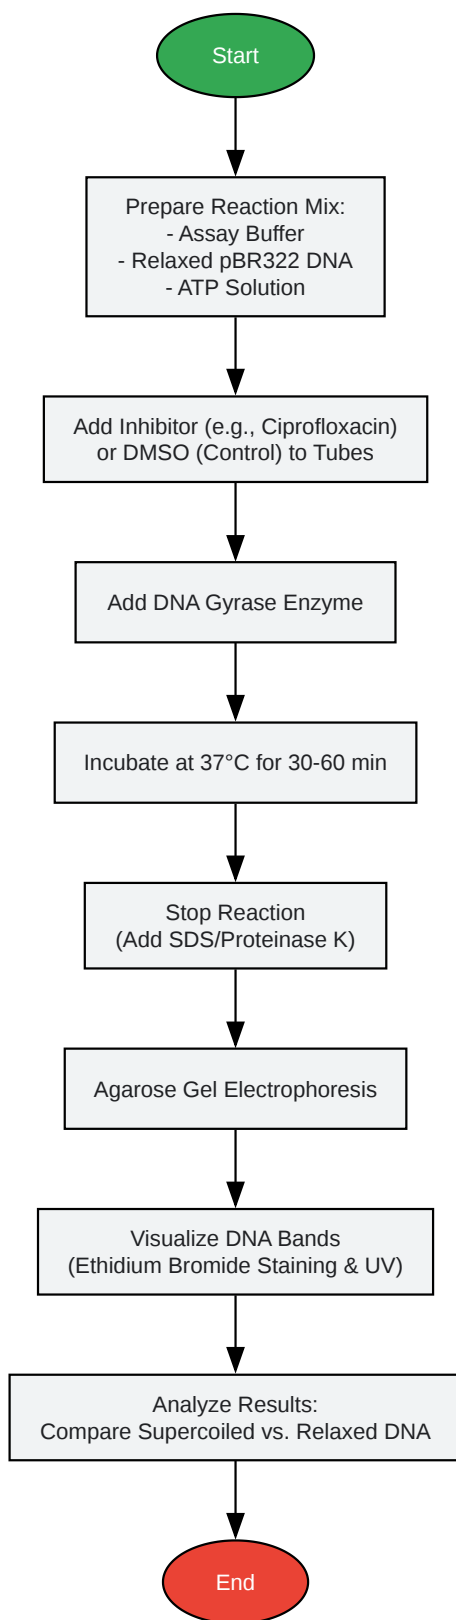 Start
Prepare Reaction Mix:
- Assay Buffer
- Relaxed pBR322 DNA
- ATP Solution
Add Inhibitor (e.g., Ciprofloxacin)
or DMSO (Control) to Tubes
Add DNA Gyrase Enzyme
Incubate at 37°C for 30-60 min
Stop Reaction
(Add SDS/Proteinase K)
Agarose Gel Electrophoresis
Visualize DNA Bands
(Ethidium Bromide Staining & UV)
Analyze Results:
Compare Supercoiled vs. Relaxed DNA
End